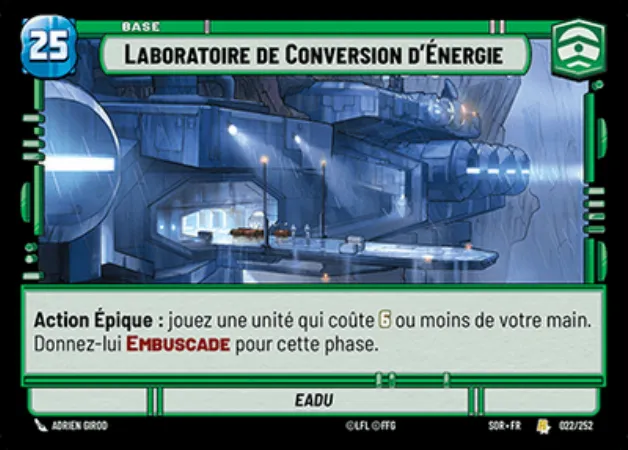 BASE
25
LABORATOIRE DE CONVERSION D'ÉNERGIE
Action Épique : jouez une unité qui coûte 6 ou moins de votre main.
Donnez-lui EMBUSCADE pour cette phase.
EADU
ADRIEN GIROD ©LFL ©FFG SOR • FR 022/252